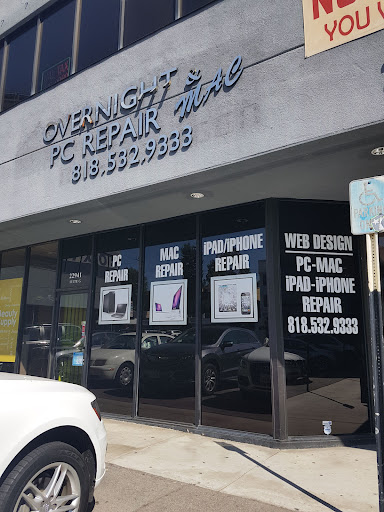 OVERNIGHT &
PC REPAIR MAC
818.532.9333
YOU
PC
REPAIR
MAC
REPAIR
iPAD/iPHONE
REPAIR
WEB DESIGN
PC-MAC
iPAD-iPHONE
REPAIR
818.532.9333
22941